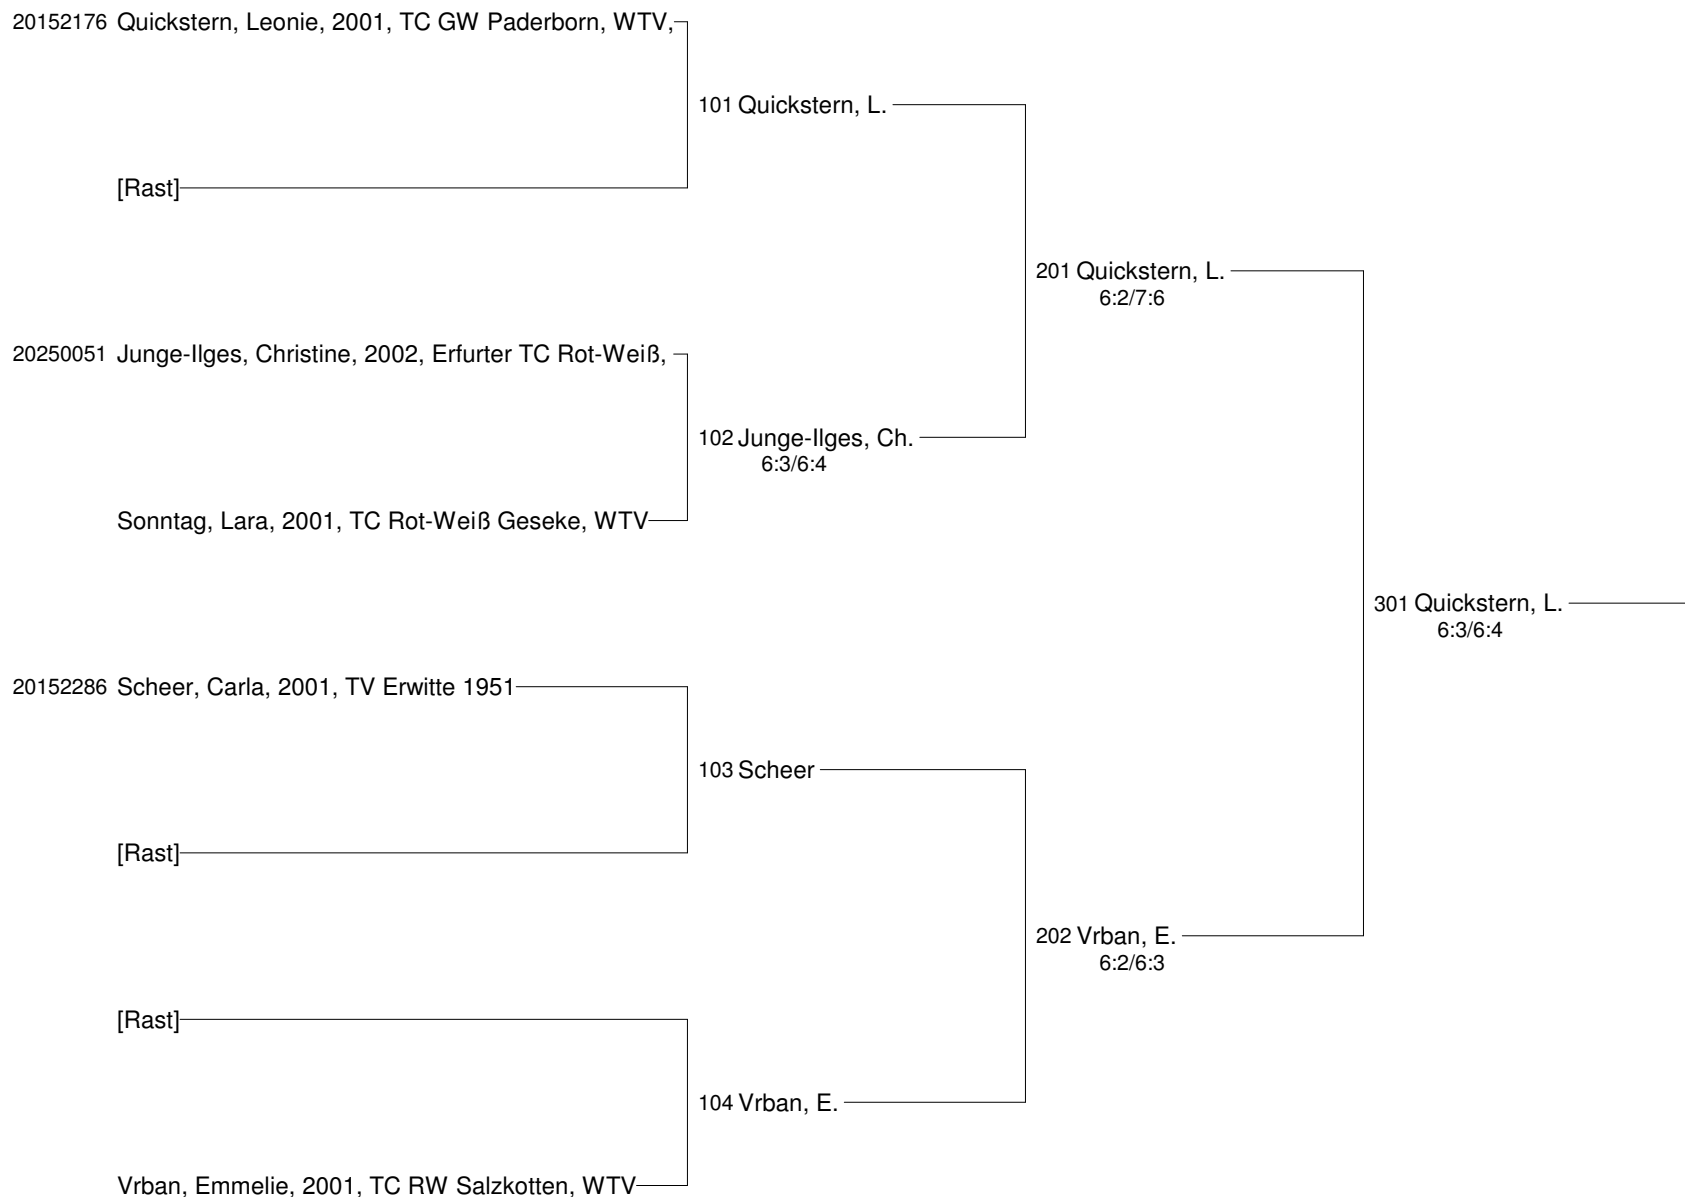 20152176 Quickstern, Leonie, 2001, TC GW Paderborn, WTV,
101 Quickstern, L.
[Rast]
201 Quickstern, L.
6:2/7:6
20250051 Junge-Ilges, Christine, 2002, Erfurter TC Rot-Weiß,
102 Junge-Ilges, Ch.
6:3/6:4
Sonntag, Lara, 2001, TC Rot-Weiß Geseke, WTV
301 Quickstern, L.
6:3/6:4
20152286 Scheer, Carla, 2001, TV Erwitte 1951
103 Scheer
[Rast]
202 Vrban, E.
6:2/6:3
[Rast]
104 Vrban, E.
Vrban, Emmelie, 2001, TC RW Salzkotten, WTV